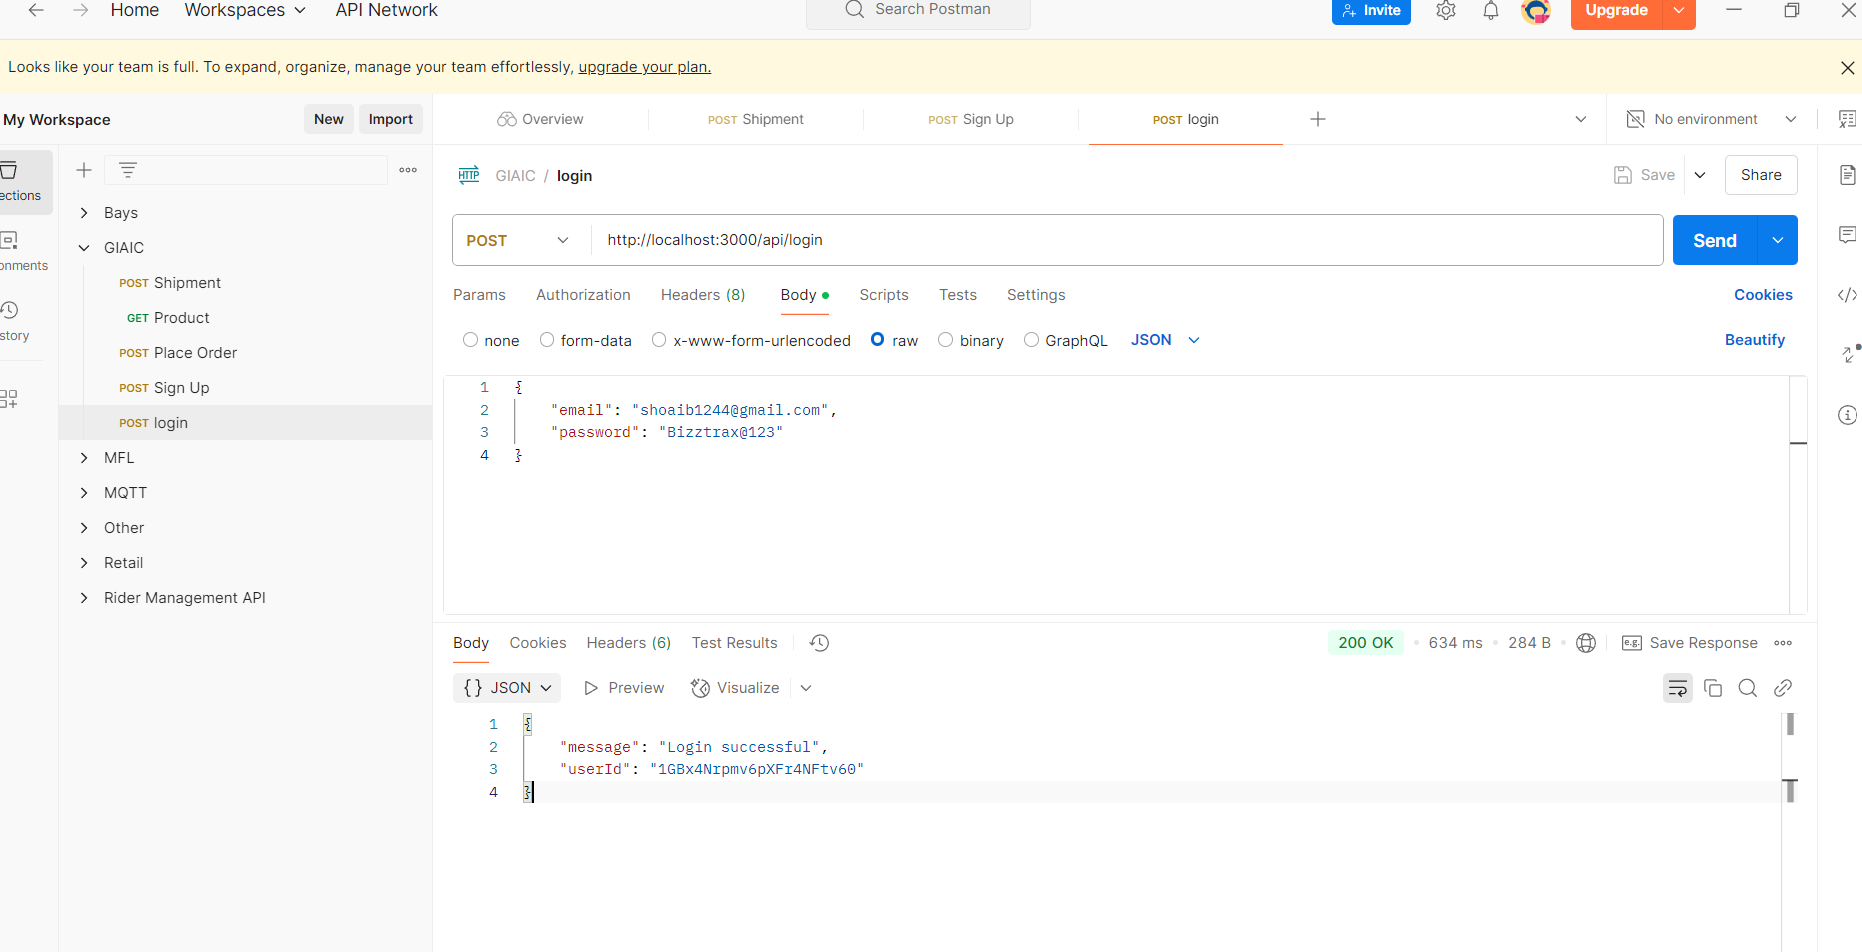 Home Workspaces API Network Search Postman Invite Upgrade
Looks like your team is full. To expand, organize, manage your team effortlessly, upgrade your plan.
My Workspace New Import Overview POST Shipment POST Sign Up POST login No environment
ections
onments
story
Bays
GIAIC
POST Shipment
GET Product
POST Place Order
POST Sign Up
POST login
MFL
MQTT
Other
Retail
Rider Management API
HTTP GIAIC / login Save Share
POST http://localhost:3000/api/login Send
Params Authorization Headers (8) Body Scripts Tests Settings Cookies
none form-data x-www-form-urlencoded raw binary GraphQL JSON Beautify
1 {
2 "email": "shoaib1244@gmail.com",
3 "password": "Bizztrax@123"
4 }
Body Cookies Headers (6) Test Results 200 OK 634 ms 284 B e.g. Save Response
{} JSON Preview Visualize
1 {
2 "message": "Login successful",
3 "userId": "1GBx4Nrpmv6pXFr4NFtv60"
4 }